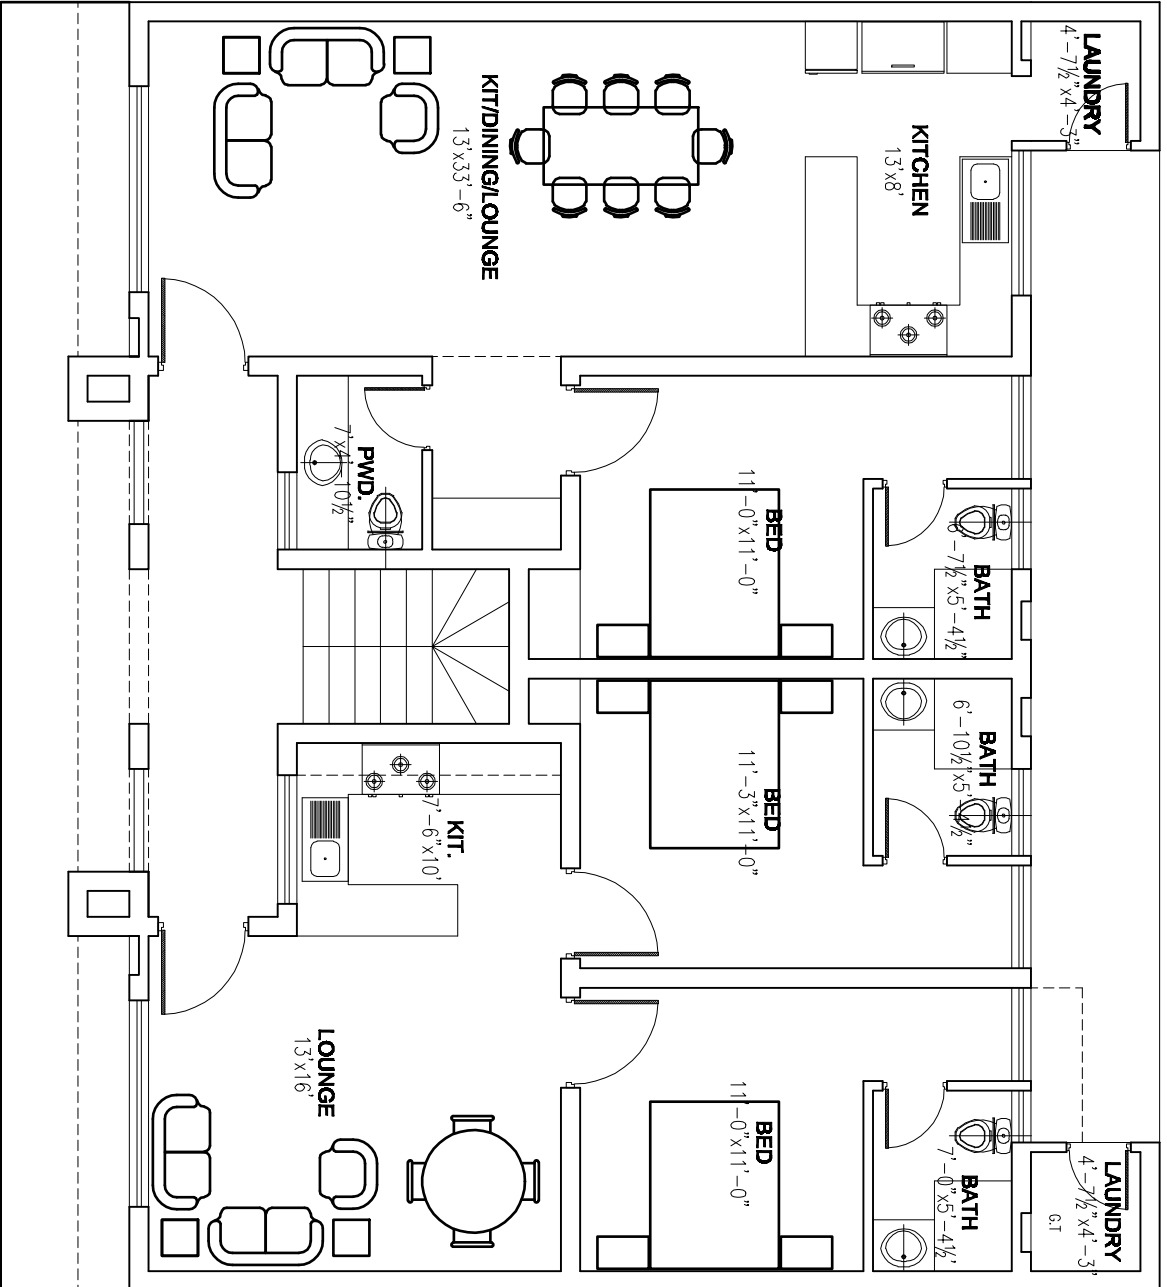 LAUNDRY
4'-7½"x4'-3"
KITCHEN
13'x8'
KIT/DINING/LOUNGE
13'x33'-6"
PWD.
7'x4'-10½"
BED
11'-0"x11'-0"
BATH
6'-7½"x5'-4½"
BATH
6'-10½"x5'-4½"
BED
11'-3"x11'-0"
KIT.
7'-6"x10'
LOUNGE
13'x16'
BED
11'-0"x11'-0"
BATH
7'-0"x5'-4½'
LAUNDRY
4'-7½"x4'-3"
G.T